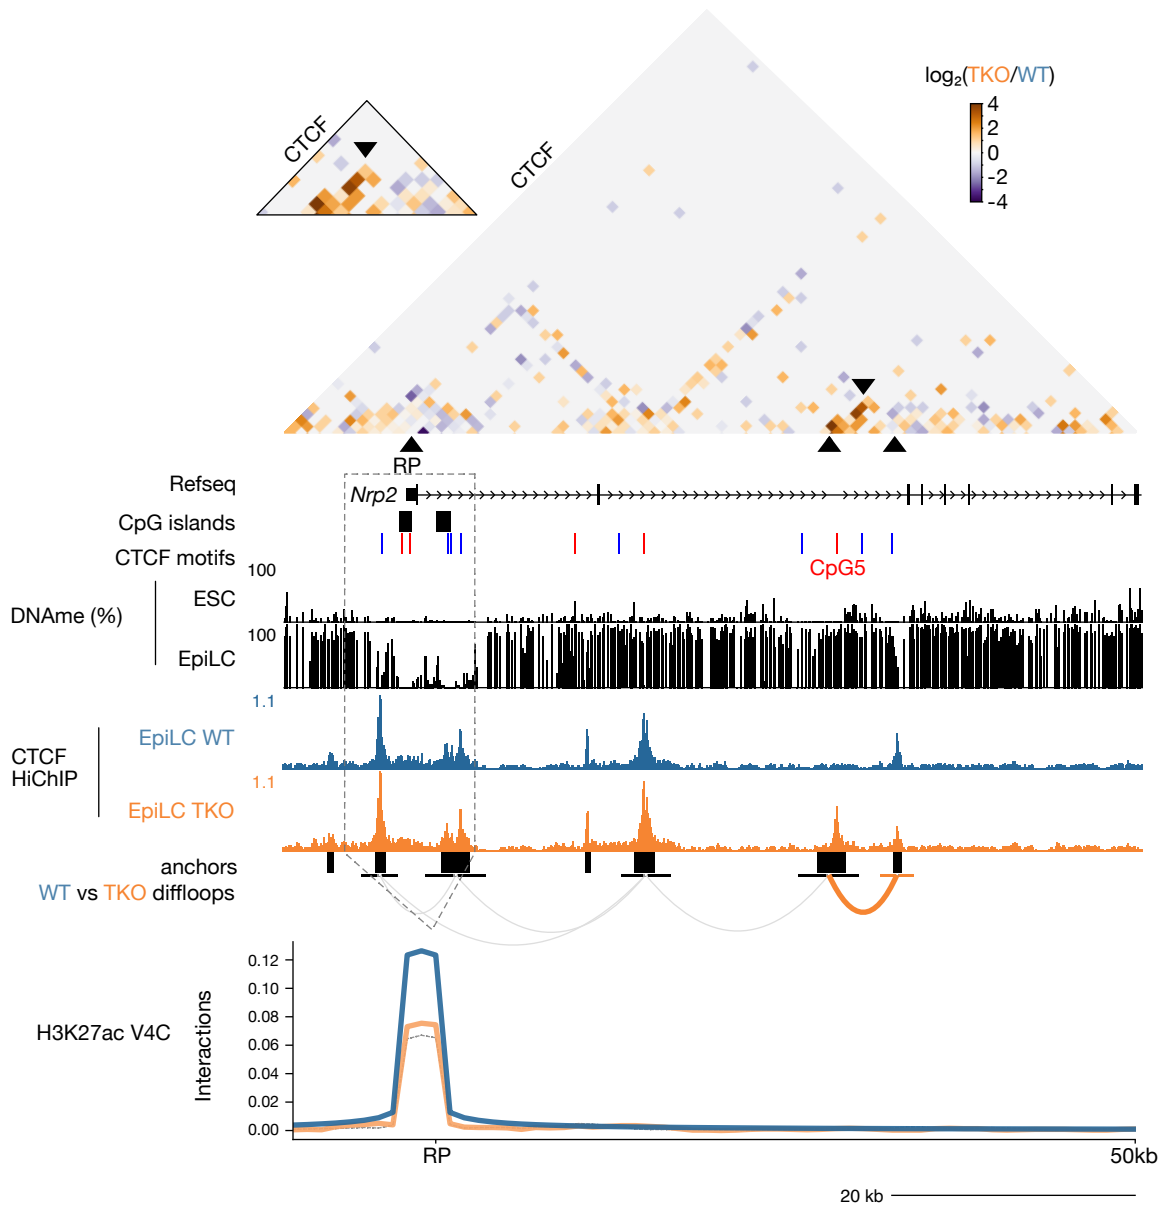 log2(TKO/WT)
4
2
0
-2
-4
CTCF
CTCF
RP
Refseq
Nrp2
CpG islands
CTCF motifs
CpG5
DNAme (%)
100
ESC
100
EpiLC
CTCF
HiChIP
1.1
EpiLC WT
1.1
EpiLC TKO
anchors
WT vs TKO diffloops
H3K27ac V4C
Interactions
0.12
0.10
0.08
0.06
0.04
0.02
0.00
RP
50kb
20 kb